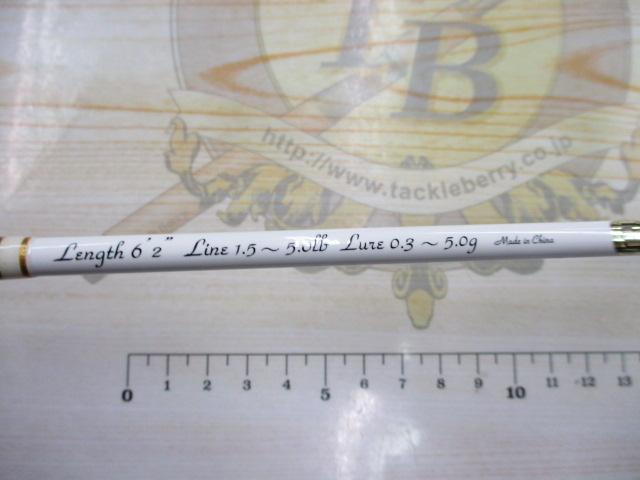 TB
http://www.tackleberry.co.jp
Length 6'2" Line 1.5～5.0lb Lure 0.3～5.0g Made in China
0 1 2 3 4 5 6 7 8 9 10 11 12 13